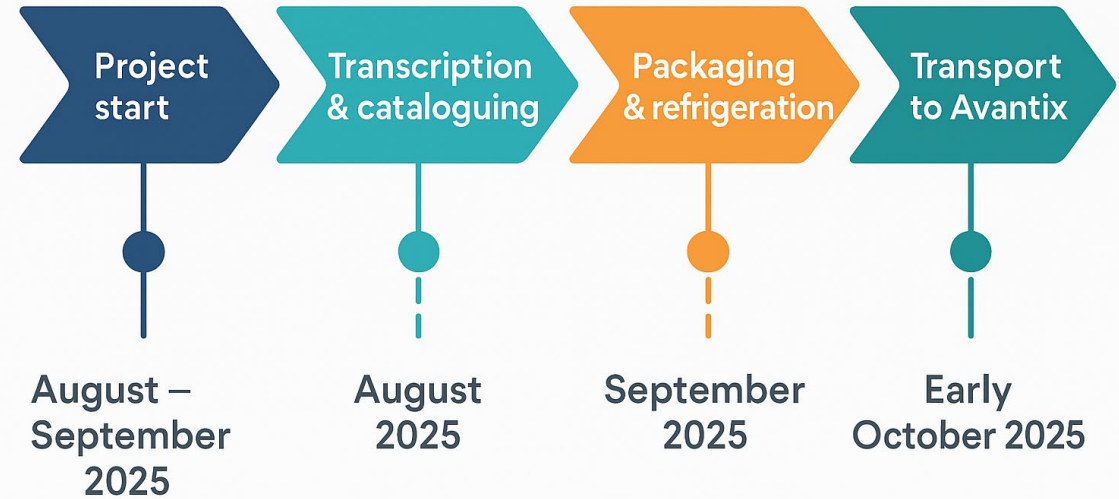 Project
start
Transcription
& cataloguing
Packaging
& refrigeration
Transport
to Avantix
August –
September
2025
August
2025
September
2025
Early
October 2025